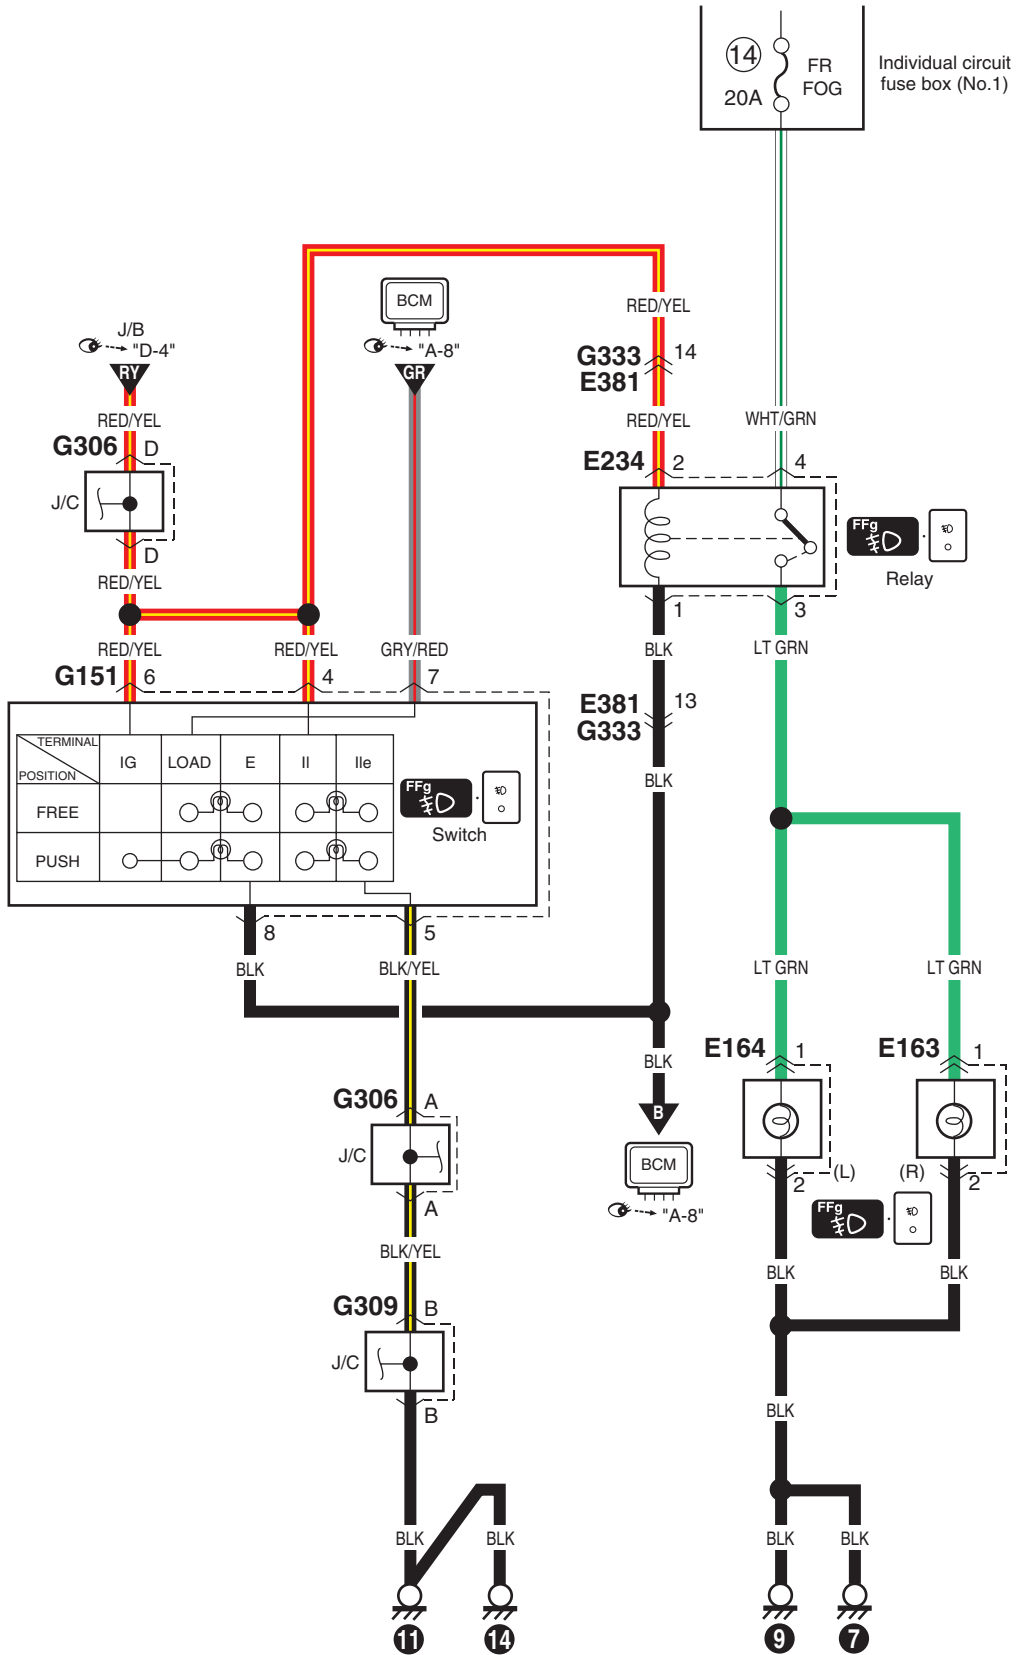 14
20A
FR
FOG
Individual circuit
fuse box (No.1)
J/B
"D-4"
RY
RED/YEL
G306
D
J/C
D
RED/YEL
BCM
"A-8"
GR
RED/YEL
G333
14
E381
RED/YEL
WHT/GRN
E234
2
4
FFg
Relay
1
3
RED/YEL
RED/YEL
GRY/RED
BLK
LT GRN
G151
6
4
7
E381
13
G333
BLK
TERMINAL
POSITION
IG
LOAD
E
II
IIe
FREE
PUSH
FFg
Switch
8
5
BLK
BLK/YEL
LT GRN
LT GRN
BLK
B
BCM
"A-8"
E164
1
E163
1
2
(L)
(R)
2
FFg
BLK
BLK
G306
A
J/C
A
BLK/YEL
G309
B
J/C
B
BLK
BLK
BLK
BLK
BLK
11
14
9
7